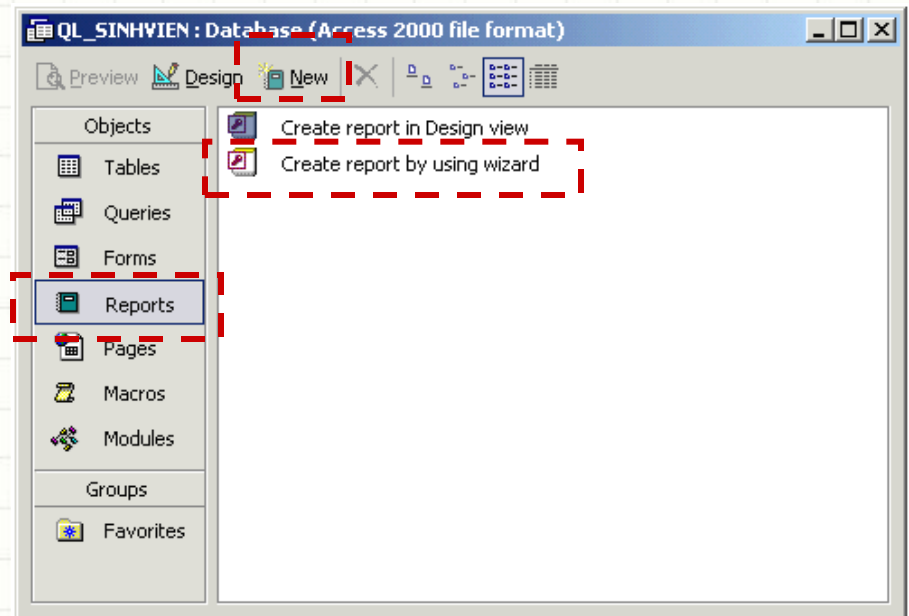 QL_SINHVIEN : Database (Access 2000 file format)
Preview Design New
Objects
Tables
Queries
Forms
Reports
Pages
Macros
Modules
Groups
Favorites
Create report in Design view
Create report by using wizard